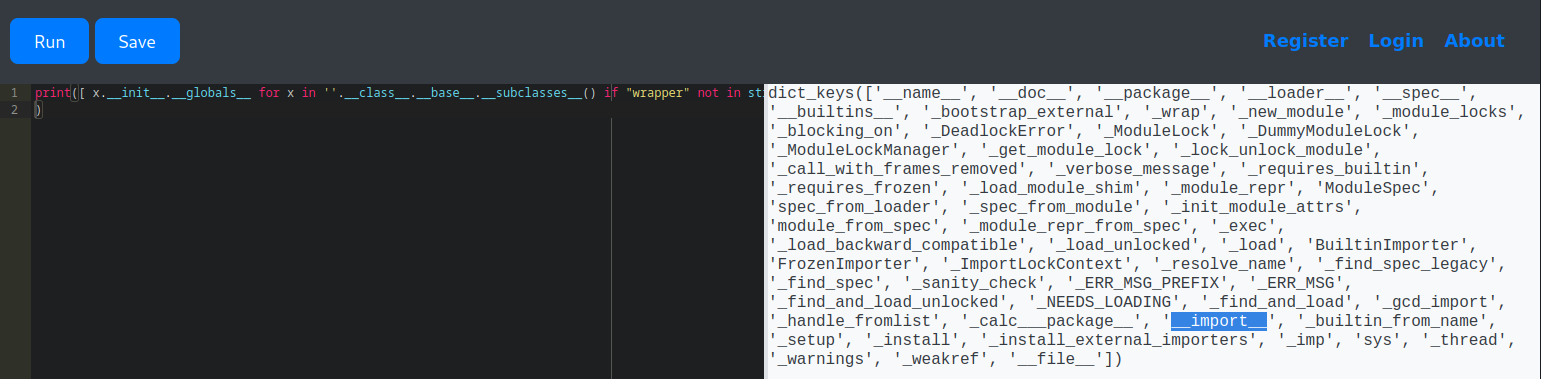 Run Save Register Login About
1 print([ x.__init__.__globals__ for x in ''.__class__.__base__.__subclasses__() if "wrapper" not in st
2 )
dict_keys(['__name__', '__doc__', '__package__', '__loader__', '__spec__',
'__builtins__', '_bootstrap_external', '_wrap', '_new_module', '_module_locks',
'_blocking_on', '_DeadlockError', '_ModuleLock', '_DummyModuleLock',
'_ModuleLockManager', '_get_module_lock', '_lock_unlock_module',
'_call_with_frames_removed', '_verbose_message', '_requires_builtin',
'_requires_frozen', '_load_module_shim', '_module_repr', 'ModuleSpec',
'spec_from_loader', '_spec_from_module', '_init_module_attrs',
'module_from_spec', '_module_repr_from_spec', '_exec',
'_load_backward_compatible', '_load_unlocked', '_load', 'BuiltinImporter',
'FrozenImporter', '_ImportLockContext', '_resolve_name', '_find_spec_legacy',
'_find_spec', '_sanity_check', '_ERR_MSG_PREFIX', '_ERR_MSG',
'_find_and_load_unlocked', '_NEEDS_LOADING', '_find_and_load', '_gcd_import',
'_handle_fromlist', '_calc___package__', '__import__', '_builtin_from_name',
'_setup', '_install', '_install_external_importers', '_imp', 'sys', '_thread',
'_warnings', '_weakref', '__file__'])